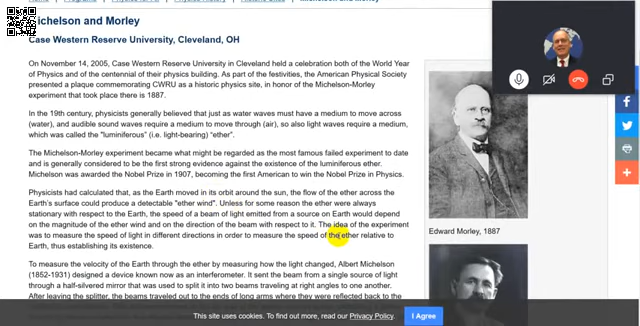 Michelson and Morley
Case Western Reserve University, Cleveland, OH
On November 14, 2005, Case Western Reserve University in Cleveland held a celebration both of the World Year
of Physics and of the centennial of their physics building. As part of the festivities, the American Physical Society
presented a plaque commemorating CWRU as a historic physics site, in honor of the Michelson-Morley
experiment that took place there is 1887.
In the 19th century, physicists generally believed that just as water waves must have a medium to move across
(water), and audible sound waves require a medium to move through (air), so also light waves require a medium,
which was called the "luminiferous" (i.e. light-bearing) "ether".
The Michelson-Morley experiment became what might be regarded as the most famous failed experiment to date
and is generally considered to be the first strong evidence against the existence of the luminiferous ether.
Michelson was awarded the Nobel Prize in 1907, becoming the first American to win the Nobel Prize in Physics.
Physicists had calculated that, as the Earth moved in its orbit around the sun, the flow of the ether across the
Earth's surface could produce a detectable "ether wind". Unless for some reason the ether were always
stationary with respect to the Earth, the speed of a beam of light emitted from a source on Earth would depend
on the magnitude of the ether wind and on the direction of the beam with respect to it. The idea of the experiment
was to measure the speed of light in different directions in order to measure the speed of the ether relative to
Earth, thus establishing its existence.
To measure the velocity of the Earth through the ether by measuring how the light changed, Albert Michelson
(1852-1931) designed a device known now as an interferometer. It sent the beam from a single source of light
through a half-silvered mirror that was used to split it into two beams traveling at right angles to one another.
After leaving the splitter, the beams traveled out to the ends of long arms where they were reflected back to the
Edward Morley, 1887
This site uses cookies. To find out more, read our Privacy Policy.
I Agree